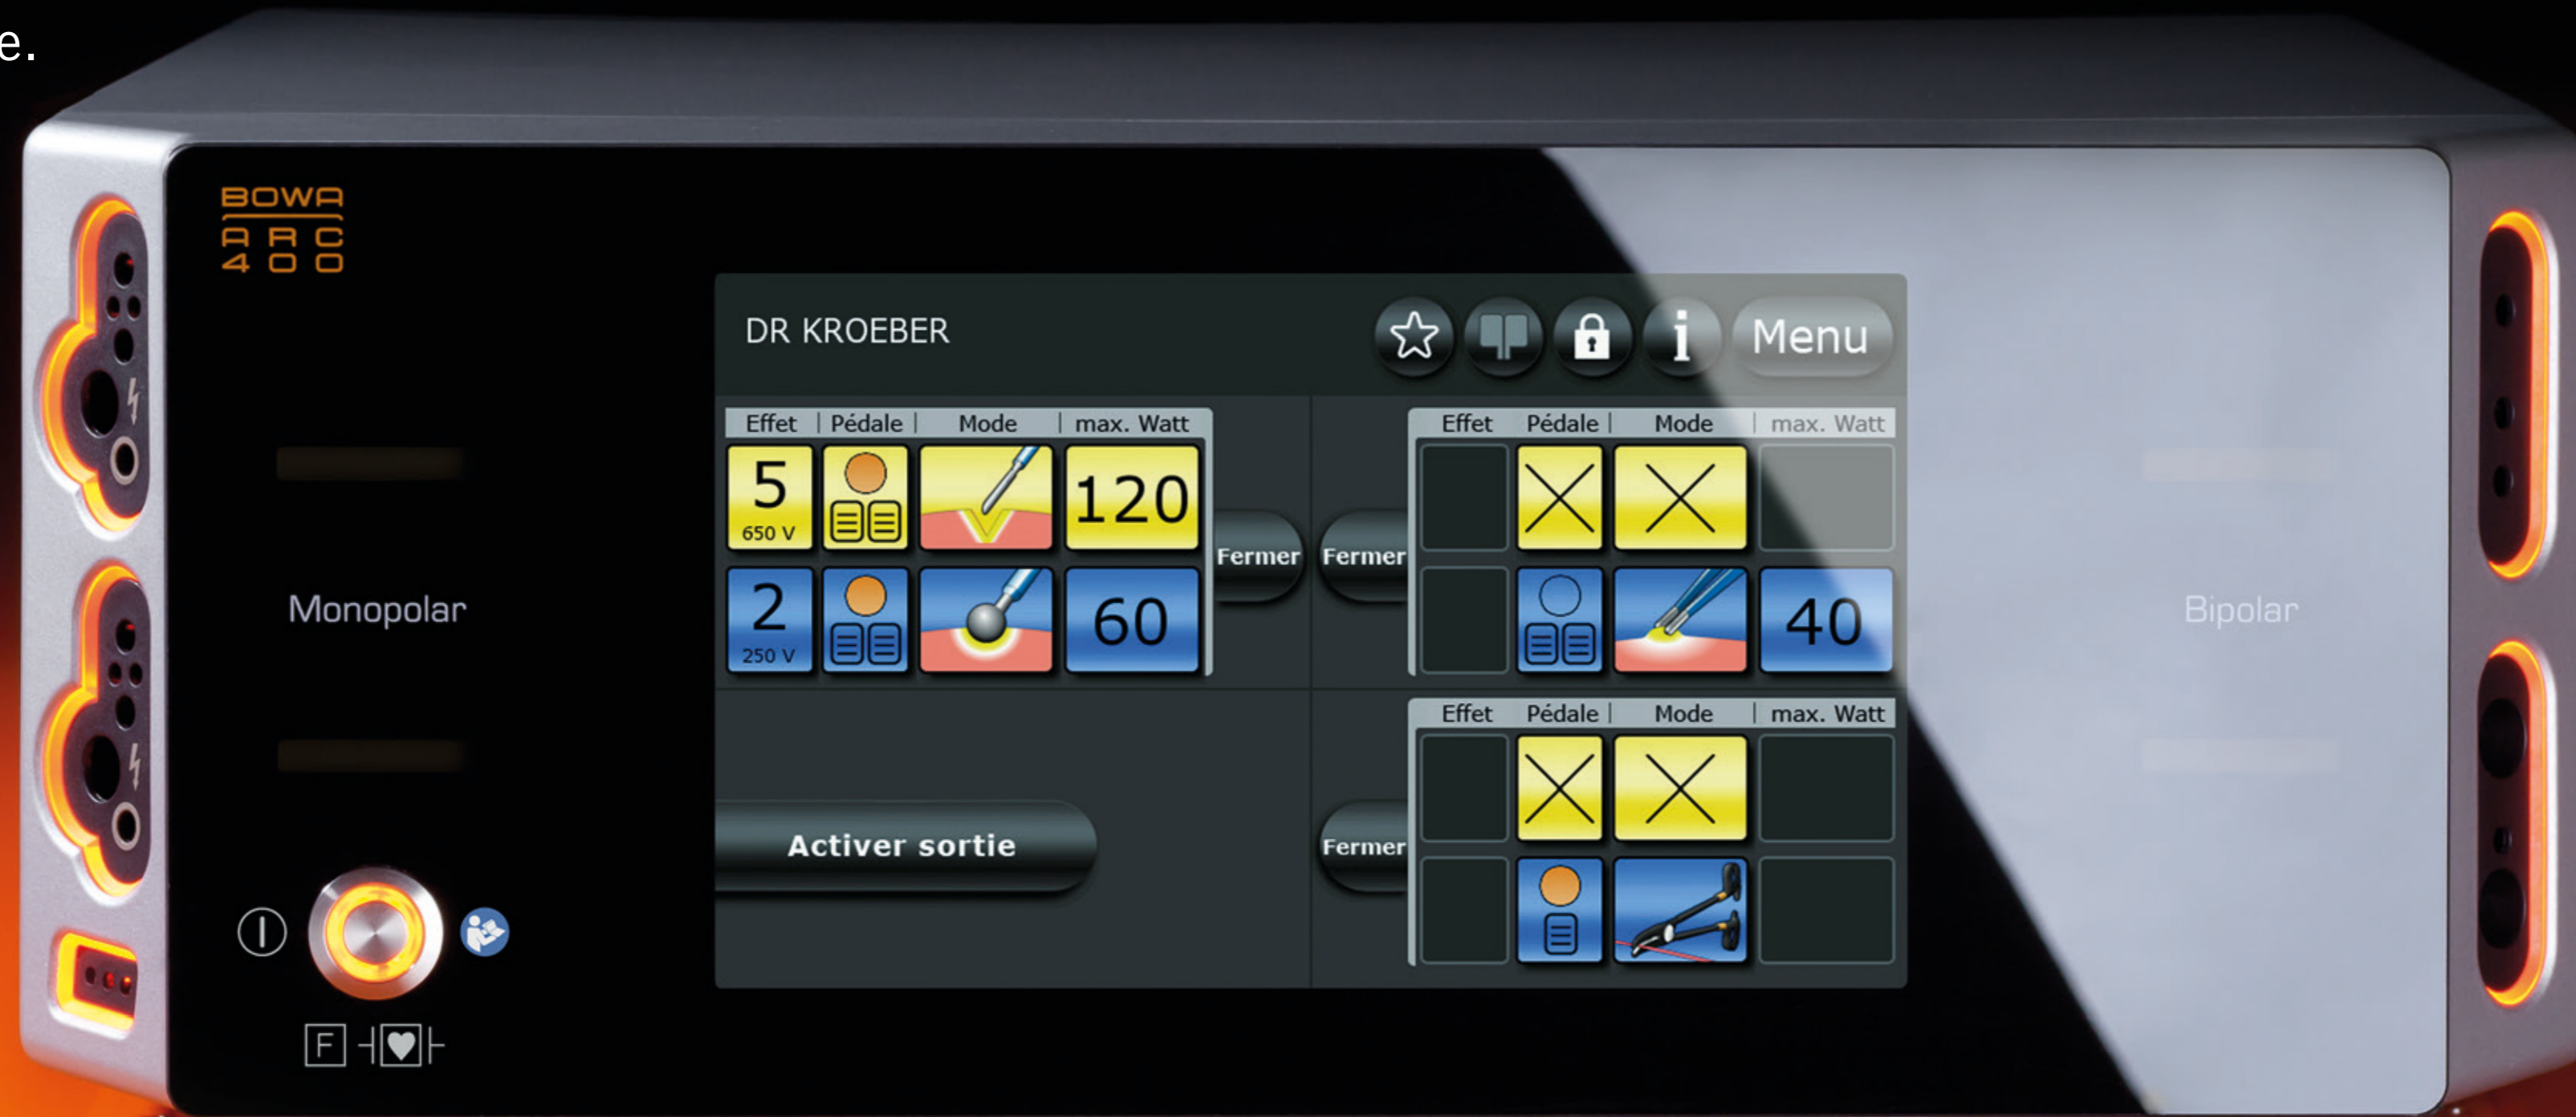 e.
BOWA
ARC
400
DR KROEBER
i
Menu
Effet Pédale Mode max. Watt
5 650 V 120
2 250 V 60
Fermer
Fermer
Effet Pédale Mode max. Watt
40
Monopolar
Bipolar
Activer sortie
Fermer
Effet Pédale Mode max. Watt
F